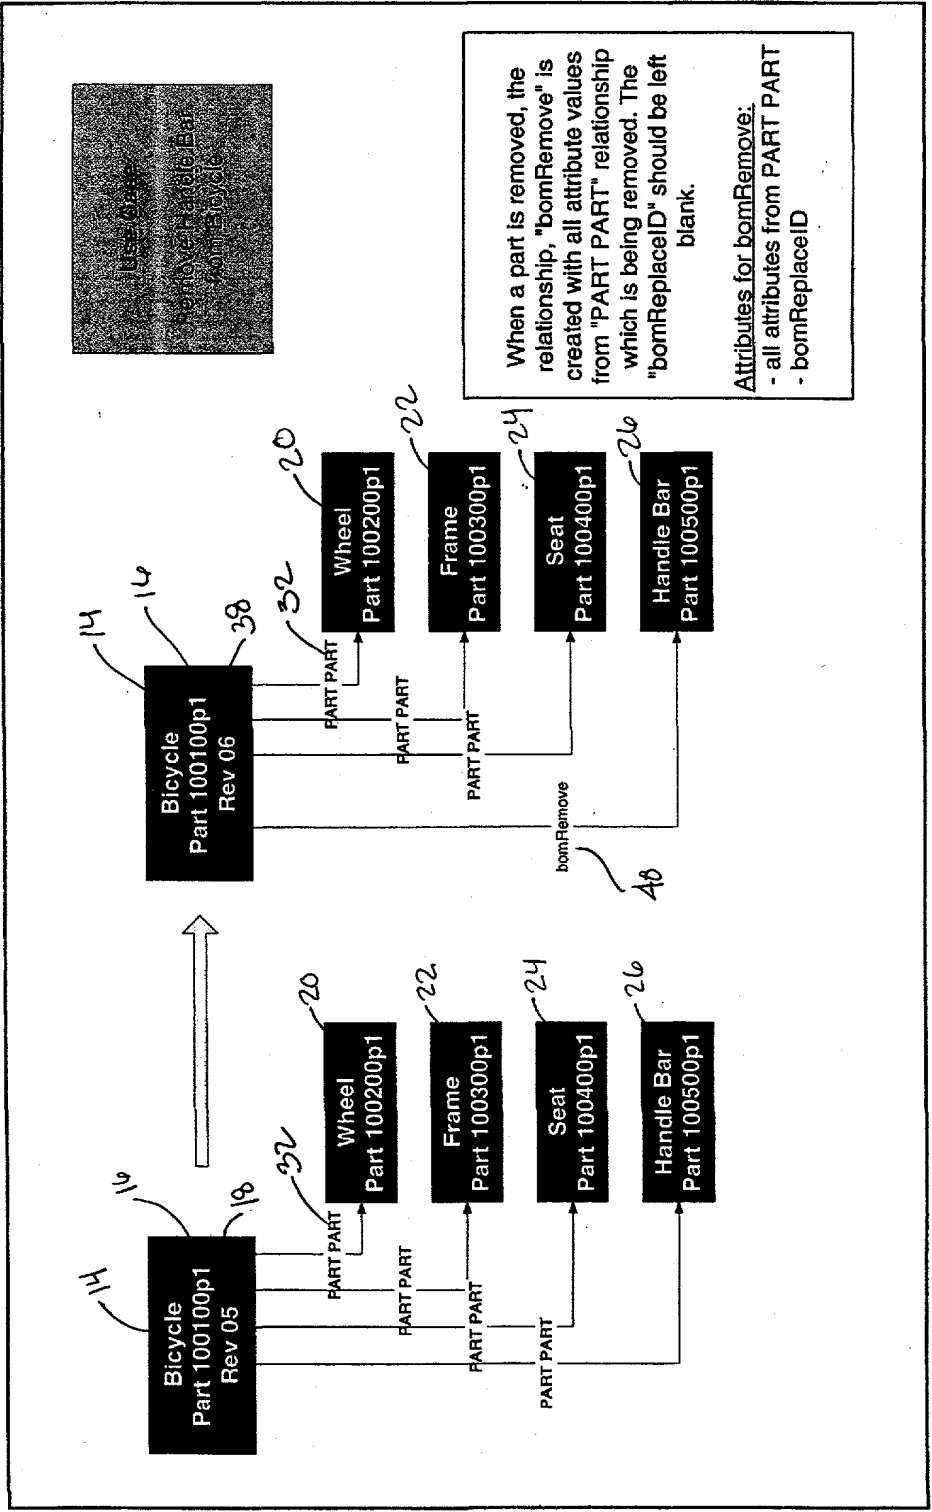 Use Case:
Remove Handle Bar
from Bicycle
14
16
18
Bicycle
Part 100100p1
Rev 05
32
PART PART
PART PART
PART PART
PART PART
20
Wheel
Part 100200p1
22
Frame
Part 100300p1
24
Seat
Part 100400p1
26
Handle Bar
Part 100500p1
14
16
38
Bicycle
Part 100100p1
Rev 06
32
PART PART
PART PART
PART PART
bomRemove
48
20
Wheel
Part 100200p1
22
Frame
Part 100300p1
24
Seat
Part 100400p1
26
Handle Bar
Part 100500p1
When a part is removed, the
relationship, "bomRemove" is
created with all attribute values
from "PART PART" relationship
which is being removed. The
"bomReplaceID" should be left
blank.
Attributes for bomRemove:
- all attributes from PART PART
- bomReplaceID